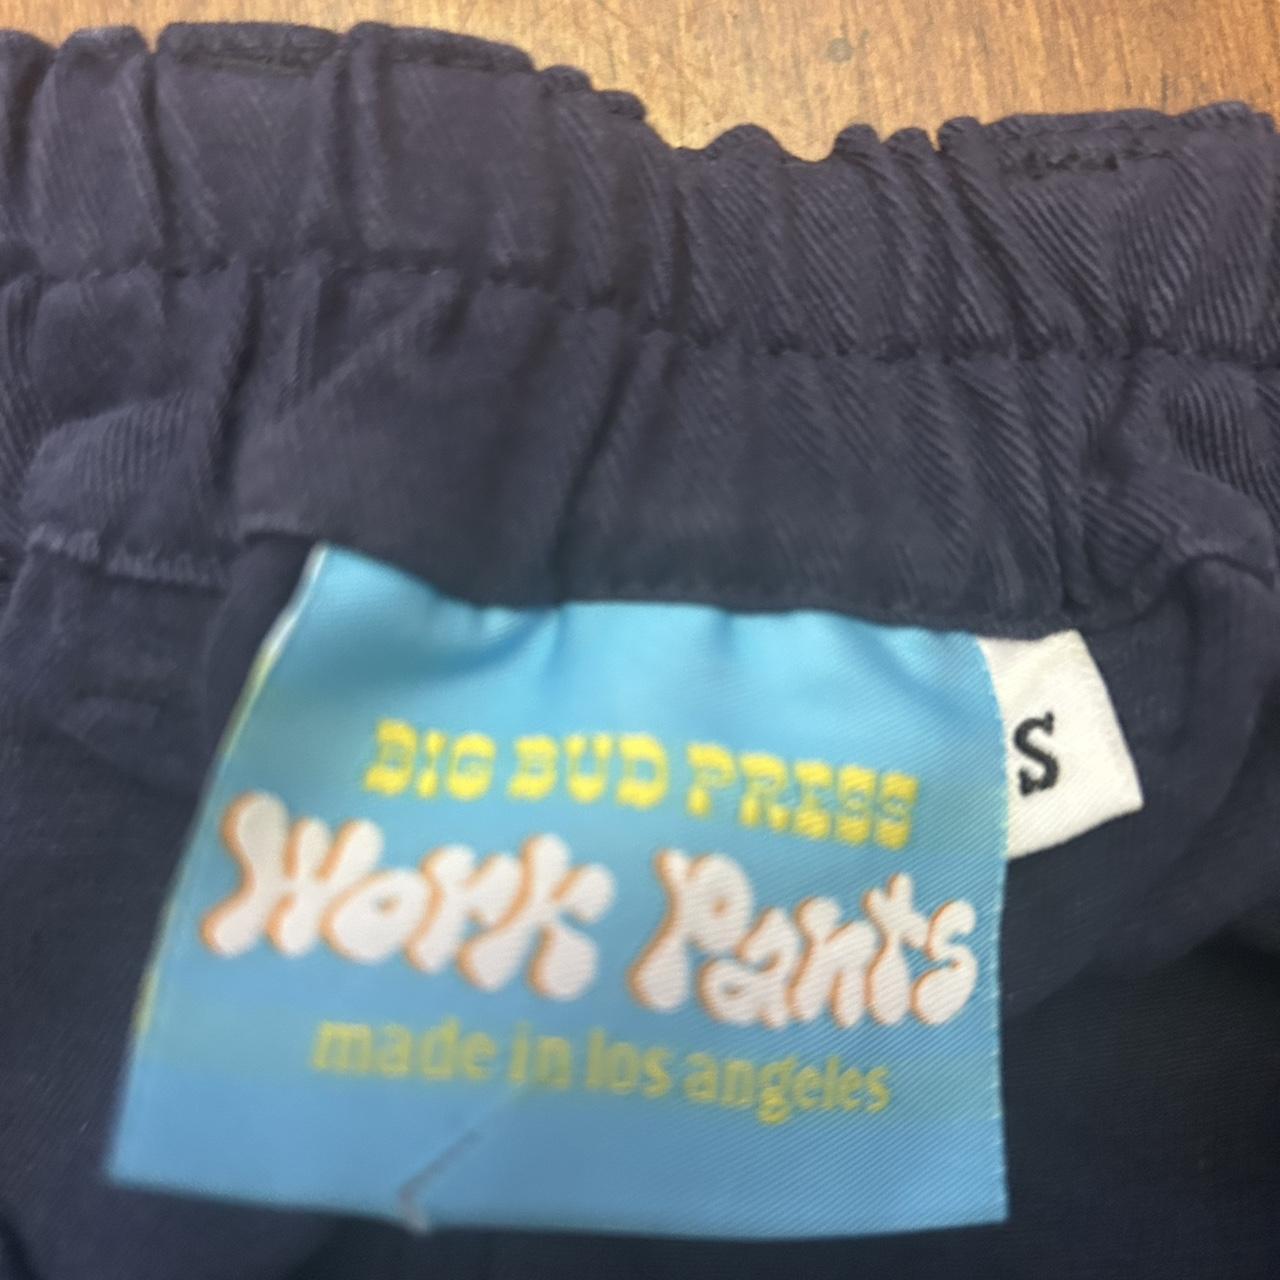 BIG BUD PRESS
Work Pants
made in los angeles
S